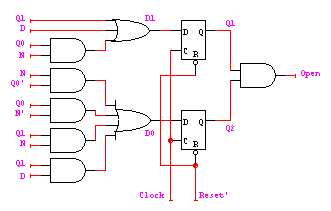 Q1
D1
D
Q0
N
D Q
C
R
Q1
Open
N
Q0'
Q0
N'
Q1
N
D0
D Q
C
R
Q2
Q1
D
Clock
Reset'